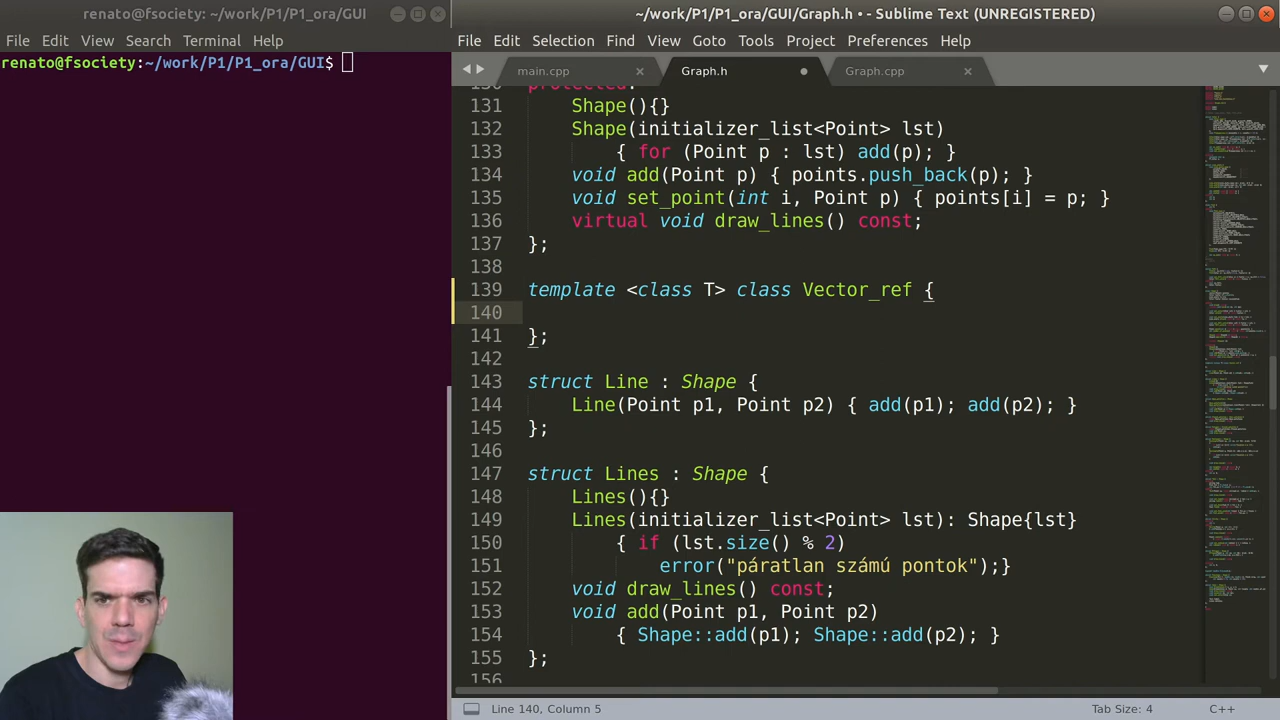 renato@fsociety: ~/work/P1/P1_ora/GUI
File Edit View Search Terminal Help
renato@fsociety:~/work/P1/P1_ora/GUI$
~/work/P1/P1_ora/GUI/Graph.h • - Sublime Text (UNREGISTERED)
File Edit Selection Find View Goto Tools Project Preferences Help
main.cpp Graph.h Graph.cpp
130 protected:
131 Shape(){}
132 Shape(initializer_list<Point> lst)
133 { for (Point p : lst) add(p); }
134 void add(Point p) { points.push_back(p); }
135 void set_point(int i, Point p) { points[i] = p; }
136 virtual void draw_lines() const;
137 };
138
139 template <class T> class Vector_ref {
140
141 };
142
143 struct Line : Shape {
144 Line(Point p1, Point p2) { add(p1); add(p2); }
145 };
146
147 struct Lines : Shape {
148 Lines(){}
149 Lines(initializer_list<Point> lst): Shape{lst}
150 { if (lst.size() % 2)
151 error("páratlan számú pontok");}
152 void draw_lines() const;
153 void add(Point p1, Point p2)
154 { Shape::add(p1); Shape::add(p2); }
155 };
156
Line 140, Column 5 Tab Size: 4 C++